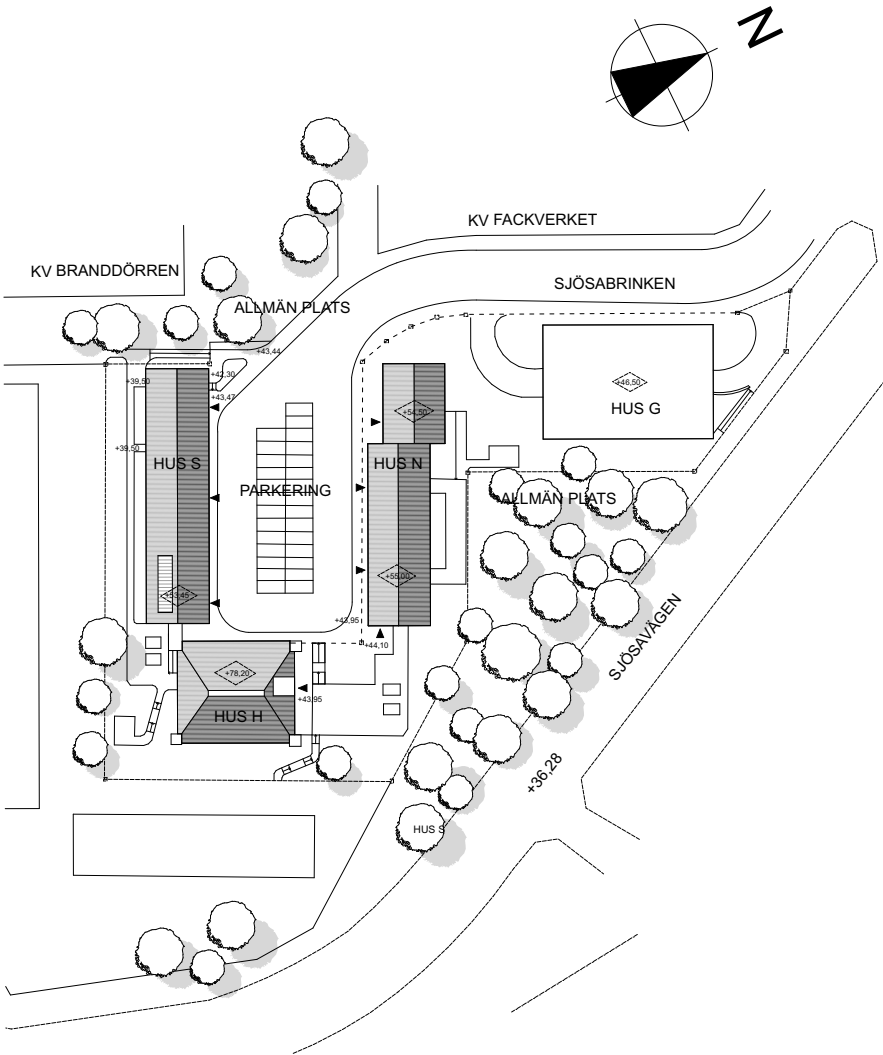 N
KV FACKVERKET
KV BRANDDÖRREN
SJÖSABRINKEN
ALLMÄN PLATS
+43,44
+42,30
+39,50
+43,47
+46,50
HUS G
+54,50
+39,50
HUS S
HUS N
PARKERING
ALLMÄN PLATS
+55,00
+53,45
+43,95
+44,10
SJÖSAVÄGEN
+78,20
+43,95
HUS H
+36,28
HUS S